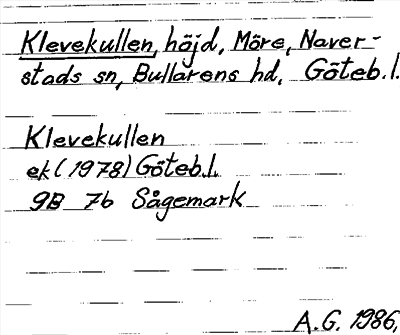 Klevekullen, höjd, Möre, Naver-
stads sn, Bullarens hd. Göteb.l.
Klevekullen
ek (1978) Göteb.l.
9B 7b Sågemark
A.G. 1986.